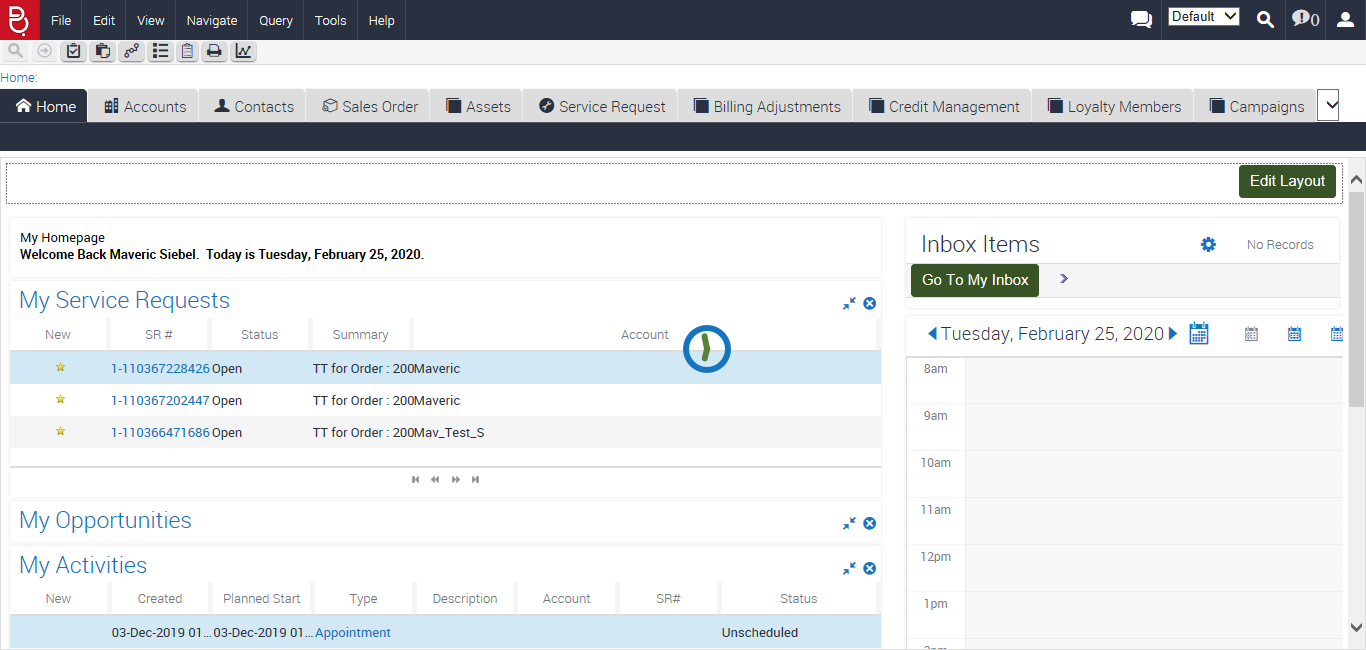 File Edit View Navigate Query Tools Help Default 0
Home:
Home Accounts Contacts Sales Order Assets Service Request Billing Adjustments Credit Management Loyalty Members Campaigns
Edit Layout
My Homepage
Welcome Back Maveric Siebel. Today is Tuesday, February 25, 2020.
My Service Requests
New SR # Status Summary Account
1-110367228426 Open TT for Order : 200Maveric
1-110367202447 Open TT for Order : 200Maveric
1-110366471686 Open TT for Order : 200Mav_Test_S
My Opportunities
My Activities
New Created Planned Start Type Description Account SR# Status
03-Dec-2019 01... 03-Dec-2019 01... Appointment Unscheduled
Inbox Items No Records
Go To My Inbox
Tuesday, February 25, 2020
8am
9am
10am
11am
12pm
1pm